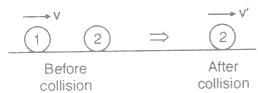 v v'
1 2 ⇒ 2
Before After
collision collision